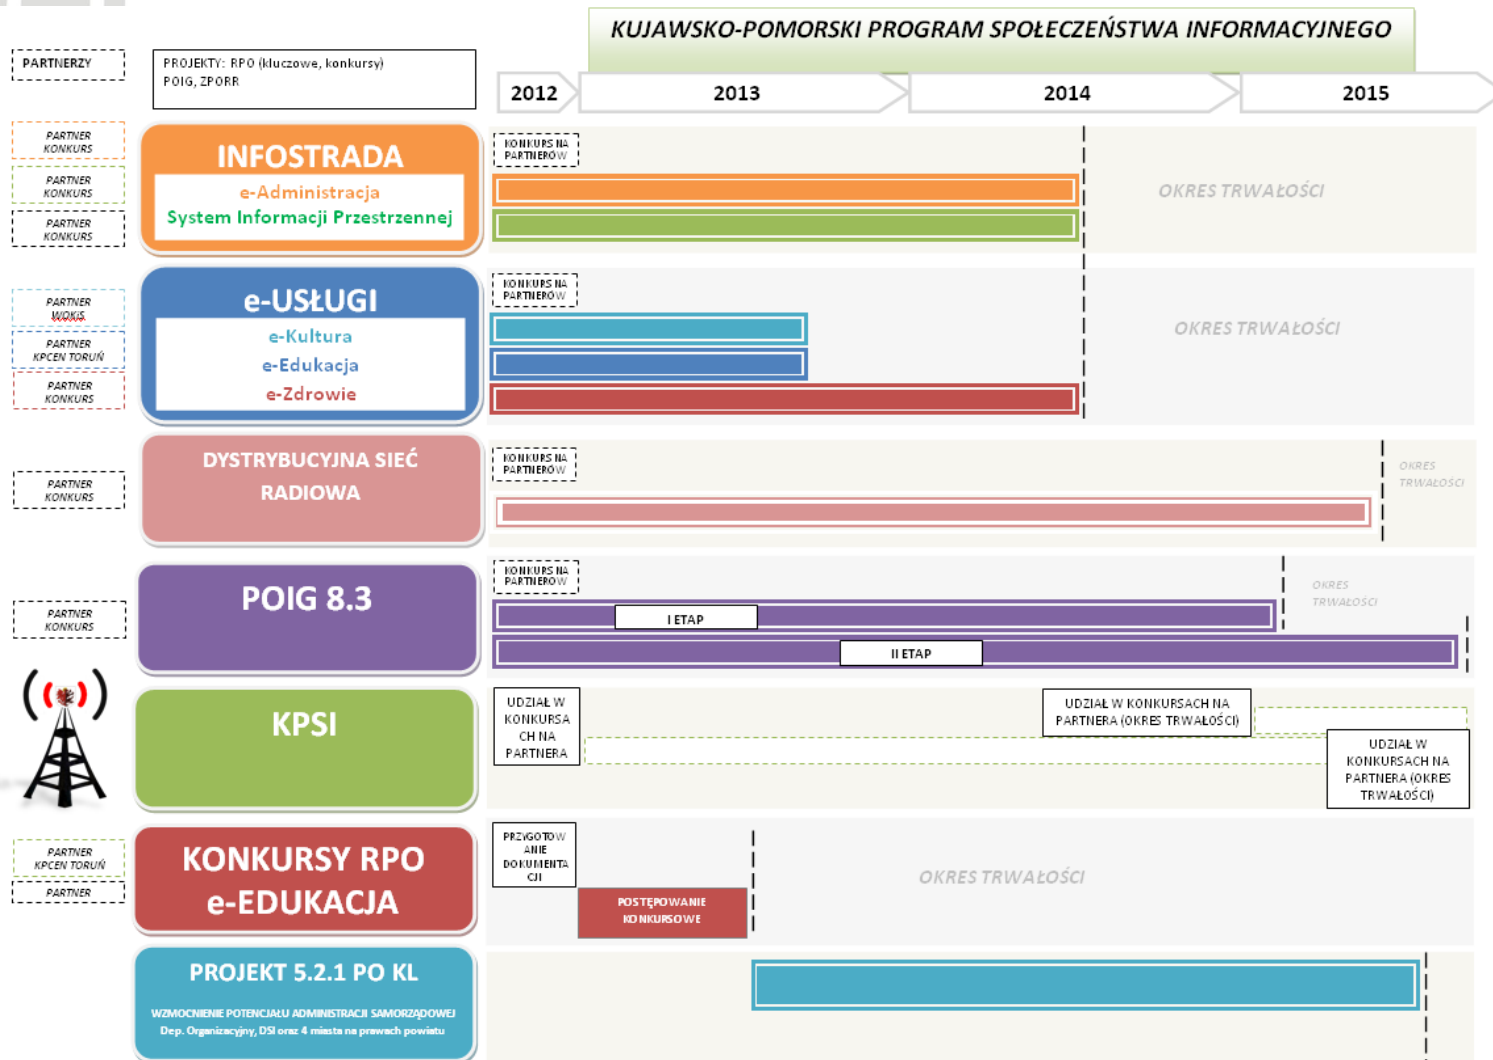 KUJAWSKO-POMORSKI PROGRAM SPOŁECZEŃSTWA INFORMACYJNEGO
PARTNERZY
PROJEKTY: RPO (kluczowe, konkursy)
POIG, ZPORR
2012
2013
2014
2015
PARTNER
KONKURS
PARTNER
KONKURS
PARTNER
KONKURS
INFOSTRADA
e-Administracja
System Informacji Przestrzennej
KONKURS NA
PARTNERÓW
OKRES TRWAŁOŚCI
PARTNER
WOKiS
PARTNER
KPCEN TORUŃ
PARTNER
KONKURS
e-USŁUGI
e-Kultura
e-Edukacja
e-Zdrowie
KONKURS NA
PARTNERÓW
OKRES TRWAŁOŚCI
PARTNER
KONKURS
DYSTRYBUCYJNA SIEĆ
RADIOWA
KONKURS NA
PARTNERÓW
OKRES
TRWAŁOŚCI
PARTNER
KONKURS
POIG 8.3
KONKURS NA
PARTNERÓW
I ETAP
II ETAP
OKRES
TRWAŁOŚCI
KPSI
UDZIAŁ W
KONKURSA
CH NA
PARTNERA
UDZIAŁ W KONKURSACH NA
PARTNERA (OKRES TRWAŁOŚCI)
UDZIAŁ W
KONKURSACH NA
PARTNERA (OKRES
TRWAŁOŚCI)
PARTNER
KPCEN TORUŃ
PARTNER
KONKURSY RPO
e-EDUKACJA
PRZYGOTOW
ANIE
DOKUMENTA
CJI
POSTĘPOWANIE
KONKURSOWE
OKRES TRWAŁOŚCI
PROJEKT 5.2.1 PO KL
WZMOCNIENIE POTENCJAŁU ADMINISTRACJI SAMORZĄDOWEJ
Dep. Organizacyjny, DSI oraz 4 miasta na prawach powiatu